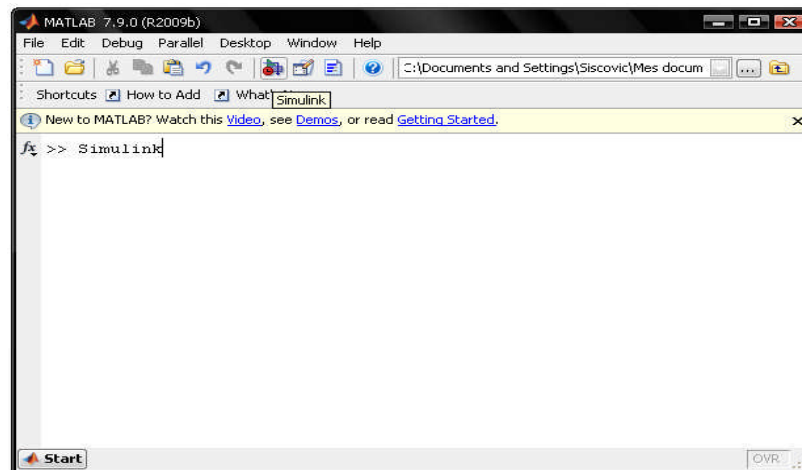 MATLAB 7.9.0 (R2009b)
File Edit Debug Parallel Desktop Window Help
C:\Documents and Settings\Siscovic\Mes docum
Shortcuts How to Add What'
Simulink
New to MATLAB? Watch this Video, see Demos, or read Getting Started.
fx >> Simulink
Start
OVR